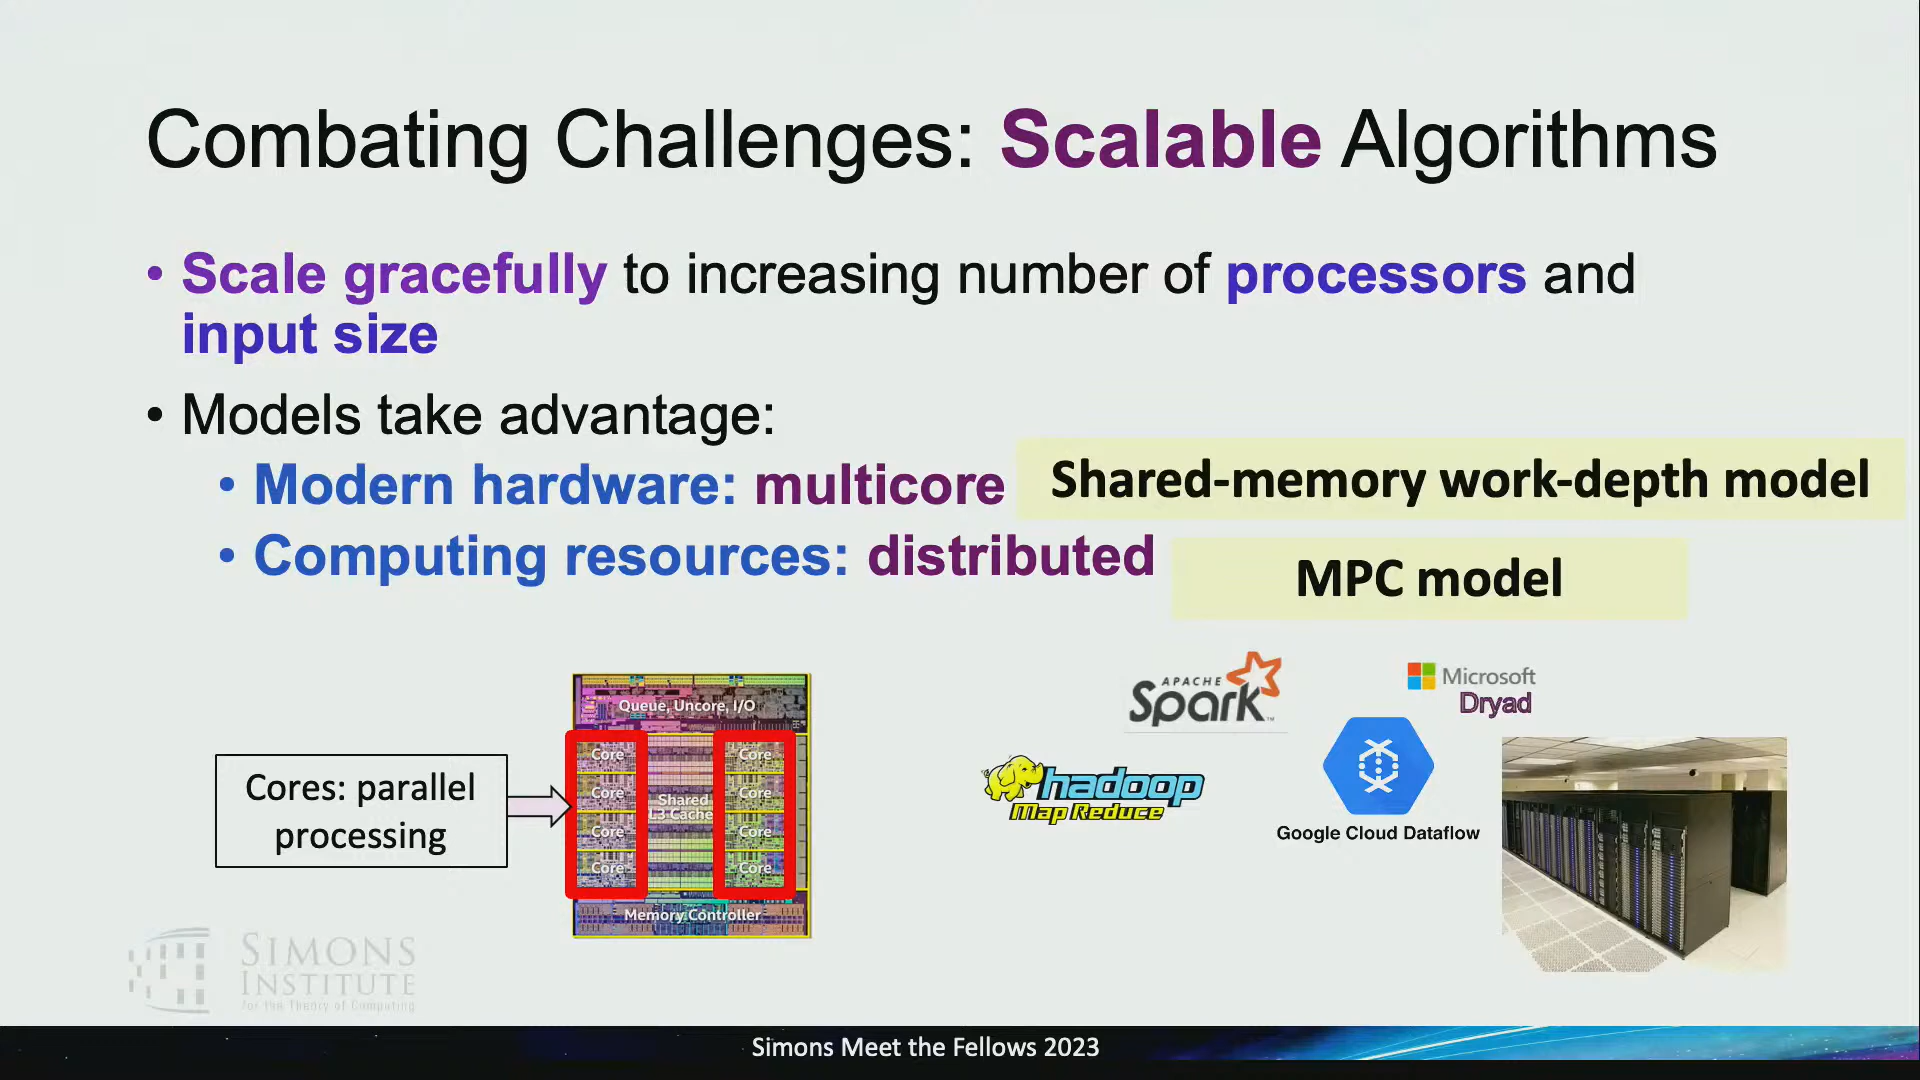 Combating Challenges: Scalable Algorithms
• Scale gracefully to increasing number of processors and
input size
• Models take advantage:
• Modern hardware: multicore
Shared-memory work-depth model
• Computing resources: distributed
MPC model
Cores: parallel
processing
Queue, Uncore, I/O
Core
Core
Core
Core
Shared
L3 Cache
Core
Core
Core
Core
Memory Controller
APACHE
Spark™
Microsoft
Dryad
hadoop
Map Reduce
Google Cloud Dataflow
SIMONS
INSTITUTE
for the Theory of Computing
Simons Meet the Fellows 2023